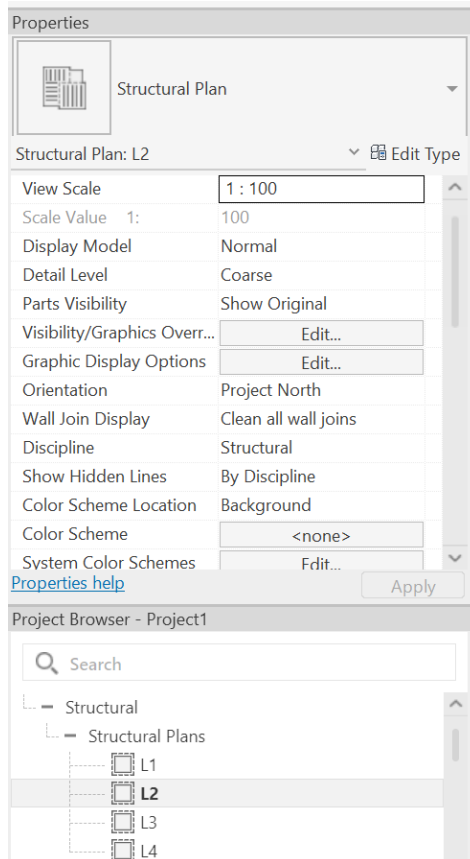 Properties
Structural Plan
Structural Plan: L2 Edit Type
View Scale 1 : 100
Scale Value 1: 100
Display Model Normal
Detail Level Coarse
Parts Visibility Show Original
Visibility/Graphics Overr... Edit...
Graphic Display Options Edit...
Orientation Project North
Wall Join Display Clean all wall joins
Discipline Structural
Show Hidden Lines By Discipline
Color Scheme Location Background
Color Scheme <none>
System Color Schemes Edit...
Properties help Apply
Project Browser - Project1
Search
Structural
Structural Plans
L1
L2
L3
L4